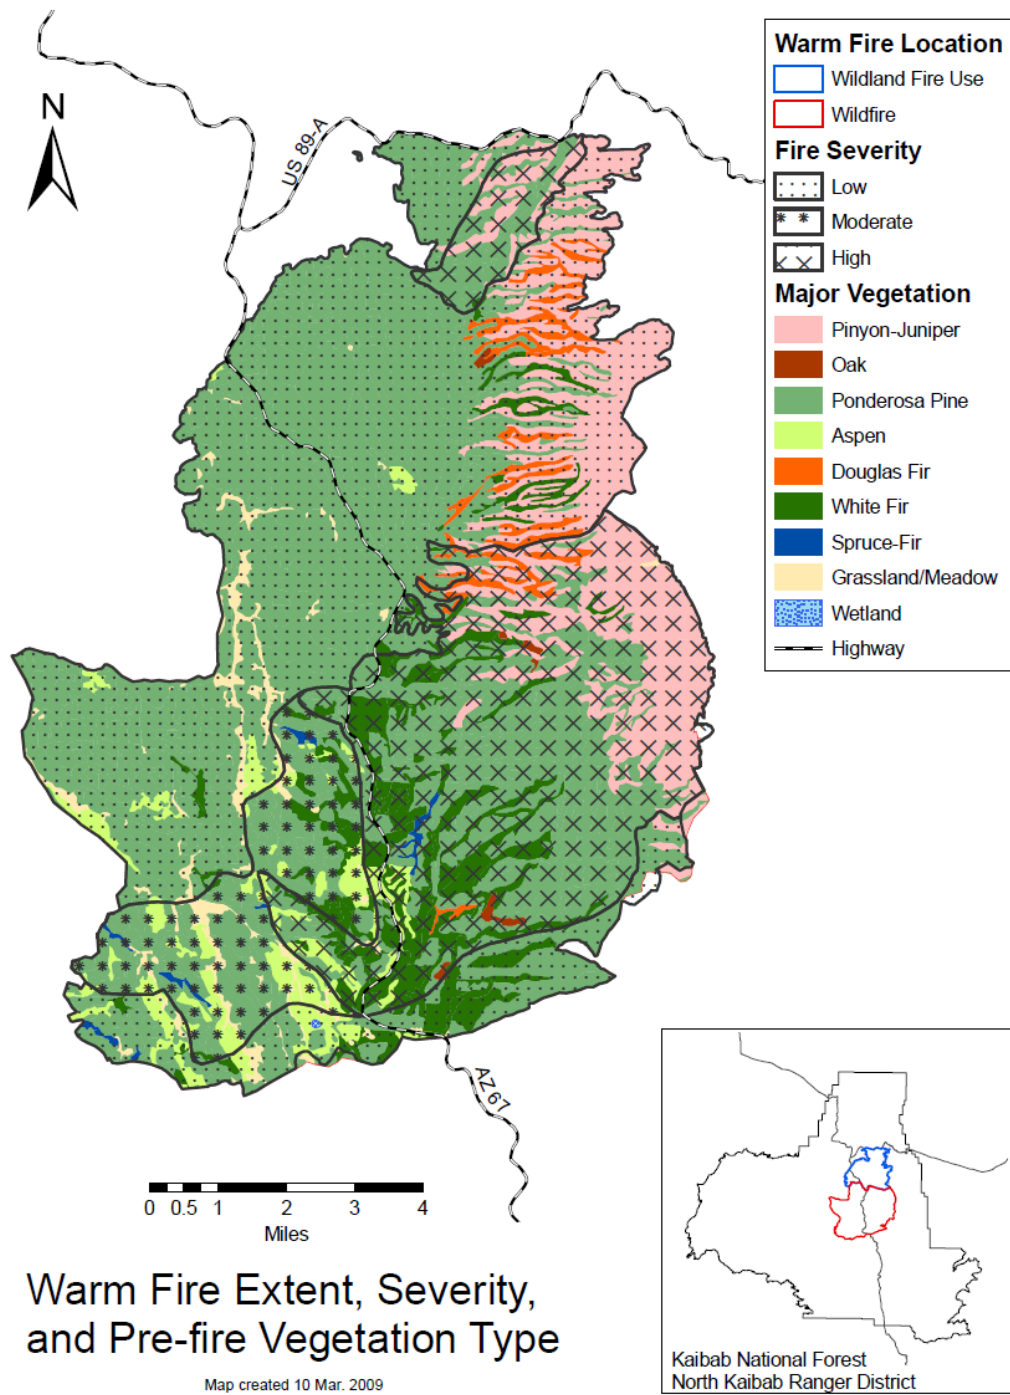 N
US 89-A
AZ 67
Warm Fire Location
Wildland Fire Use
Wildfire
Fire Severity
Low
Moderate
High
Major Vegetation
Pinyon-Juniper
Oak
Ponderosa Pine
Aspen
Douglas Fir
White Fir
Spruce-Fir
Grassland/Meadow
Wetland
Highway
0 0.5 1 2 3 4
Miles
Warm Fire Extent, Severity,
and Pre-fire Vegetation Type
Map created 10 Mar. 2009
Kaibab National Forest
North Kaibab Ranger District